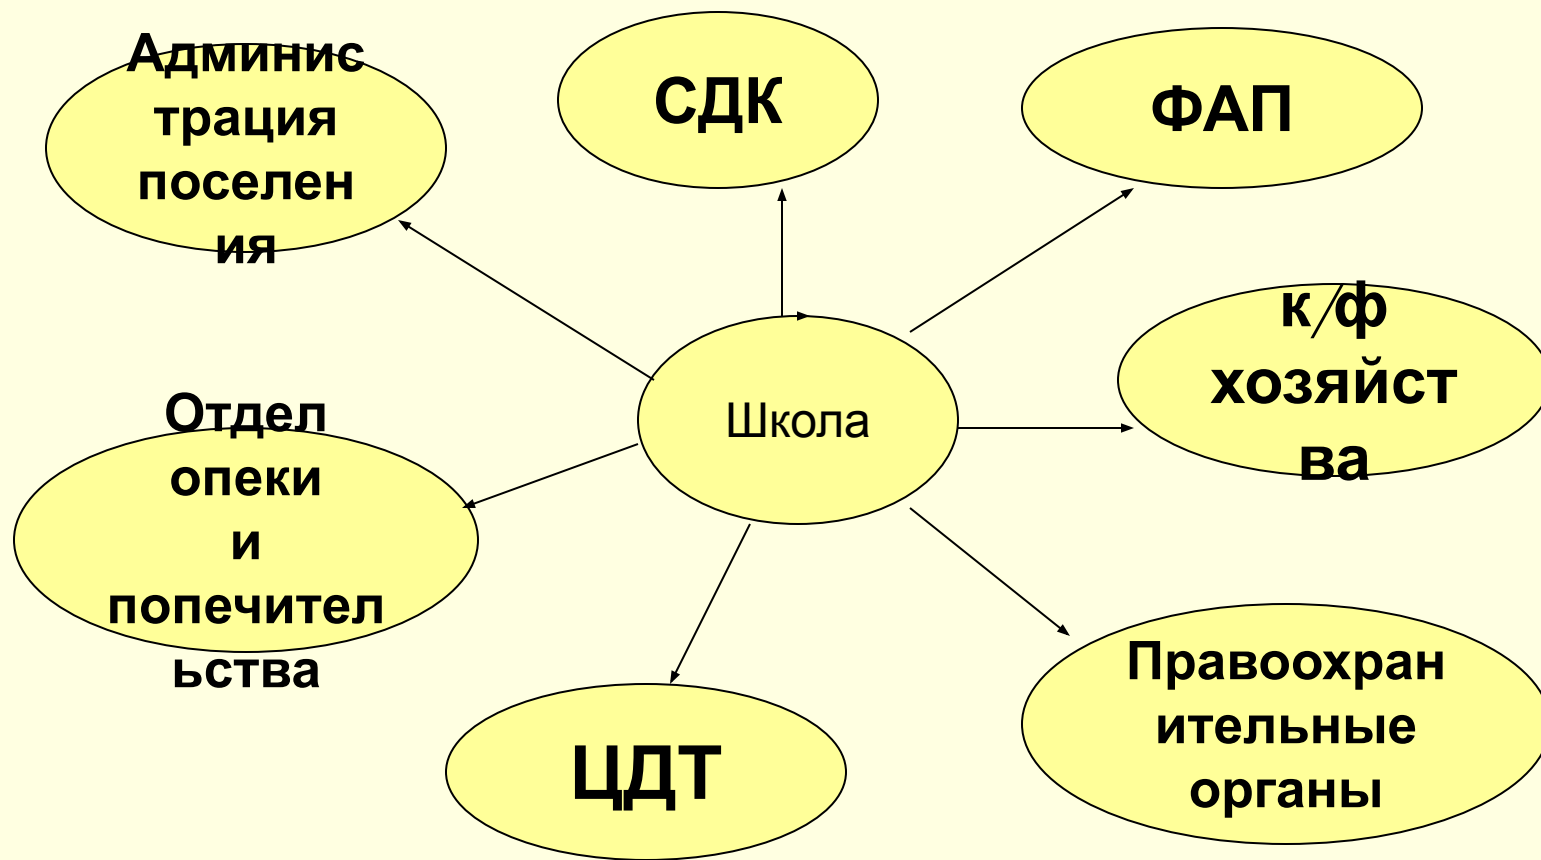 Админис
трация
поселен
ия
СДК
ФАП
к/ф
хозяйст
ва
Школа
Отдел
опеки
и
попечител
ьства
ЦДТ
Правоохран
ительные
органы